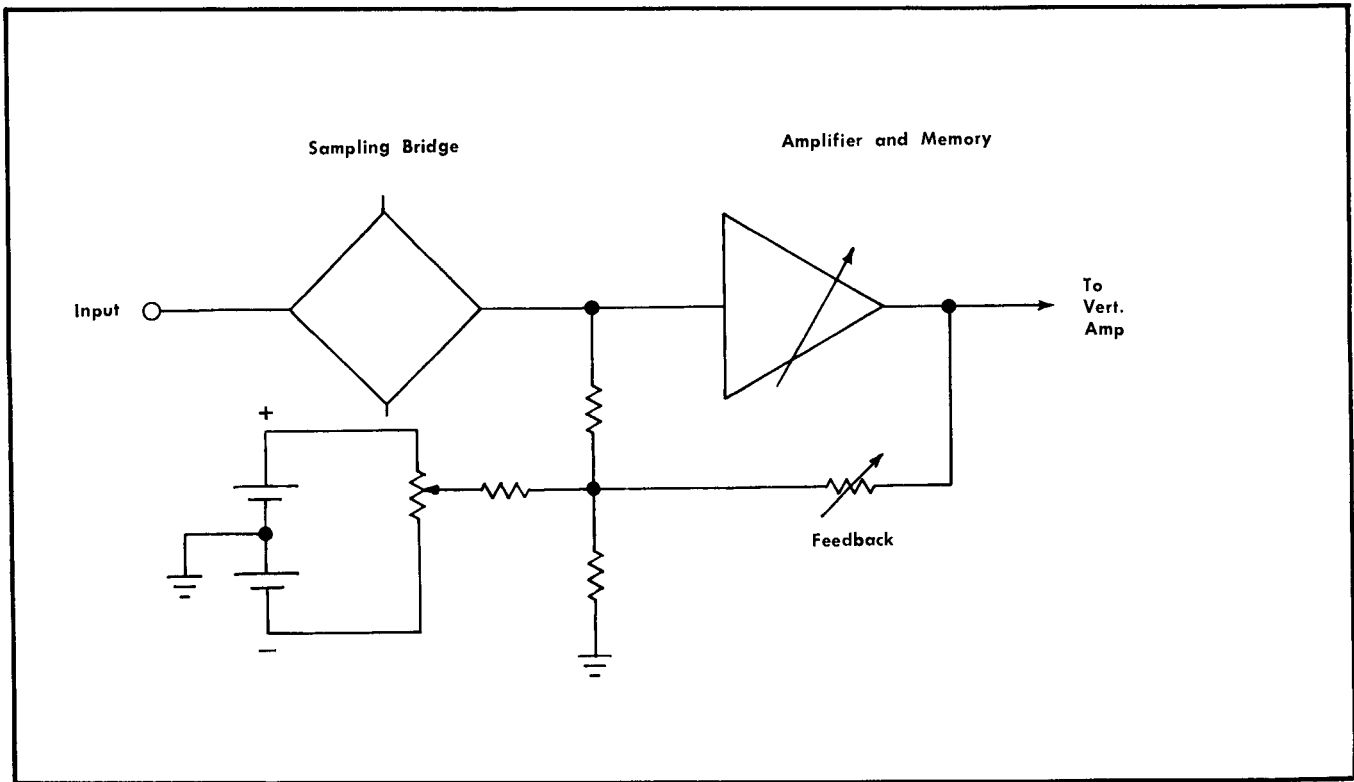 Sampling Bridge
Amplifier and Memory
Input
To
Vert.
Amp
+
Feedback
−